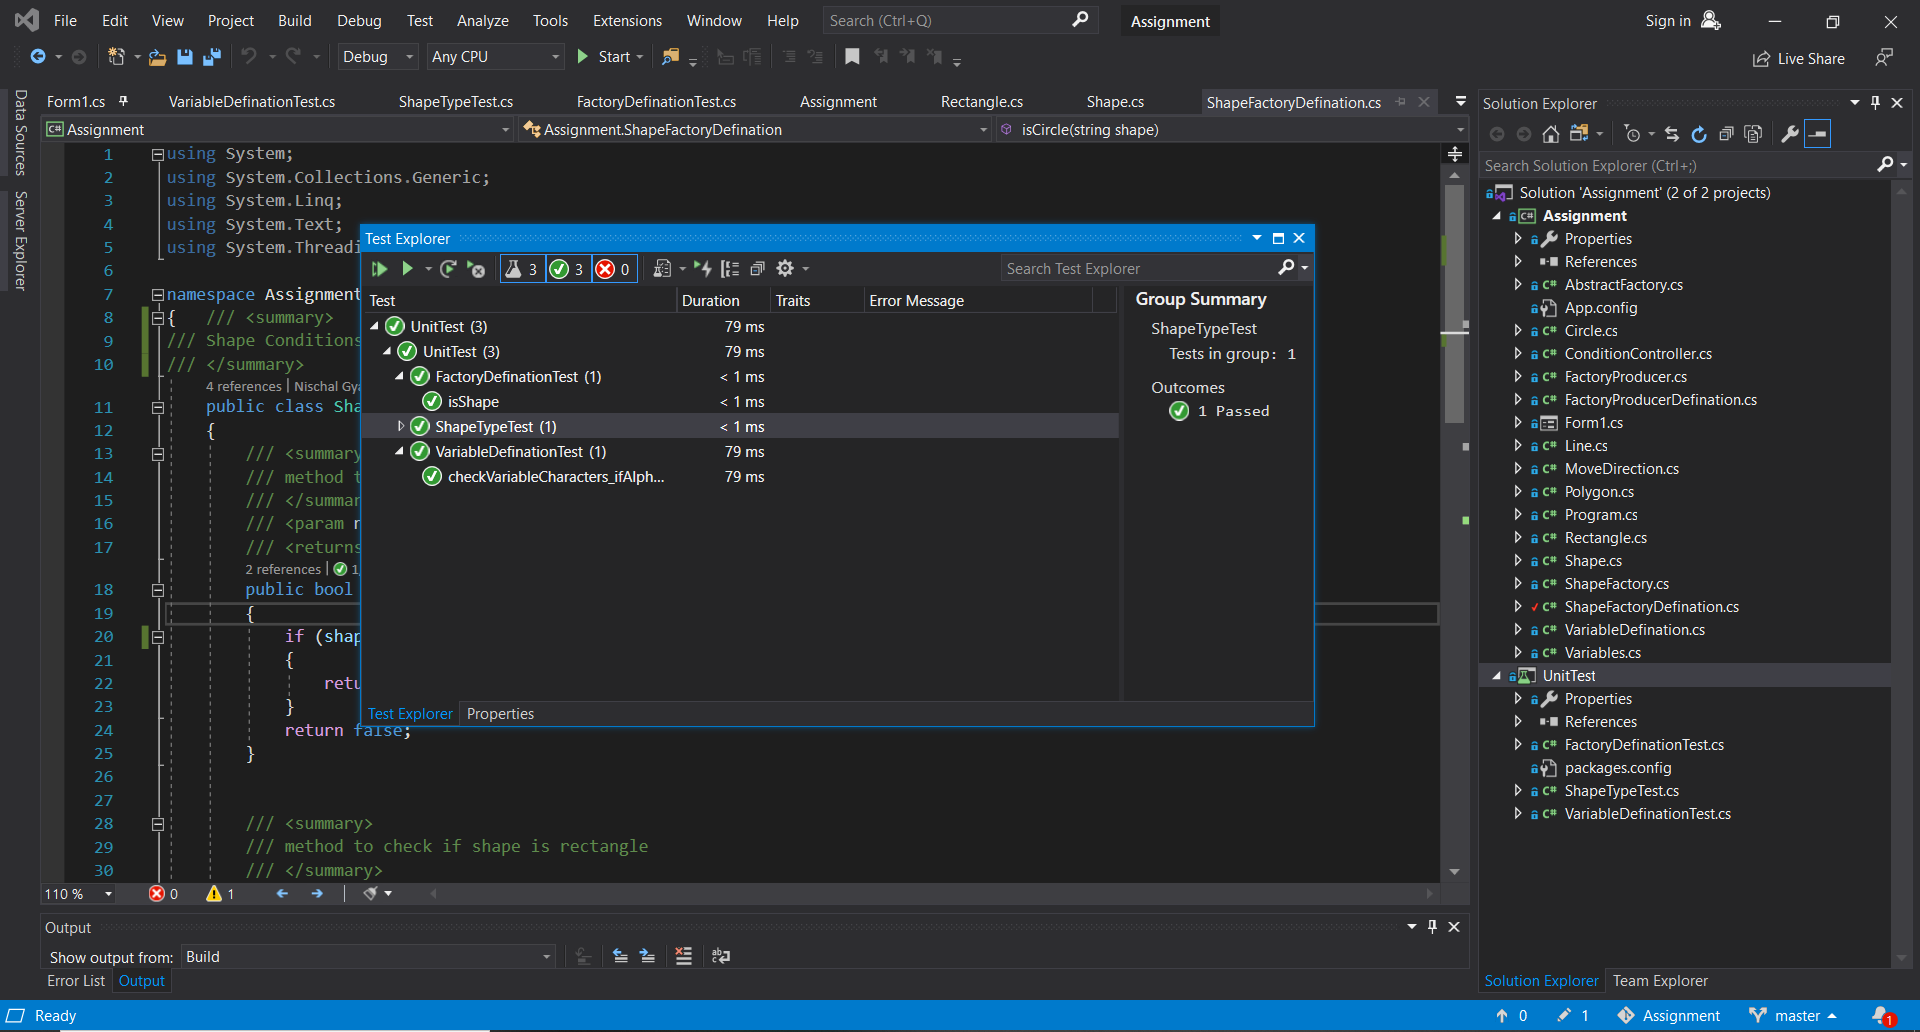 File Edit View Project Build Debug Test Analyze Tools Extensions Window Help Search (Ctrl+Q) Assignment Sign in
Debug Any CPU Start Live Share
Data Sources
Server Explorer
Form1.cs VariableDefinationTest.cs ShapeTypeTest.cs FactoryDefinationTest.cs Assignment Rectangle.cs Shape.cs ShapeFactoryDefination.cs
Assignment Assignment.ShapeFactoryDefination isCircle(string shape)
1 using System;
2 using System.Collections.Generic;
3 using System.Linq;
4 using System.Text;
5 using System.Threadi
6
7 namespace Assignment
8 { /// <summary>
9 /// Shape Conditions
10 /// </summary>
4 references | Nischal Gya
11 public class Sha
12 {
13 /// <summary
14 /// method t
15 /// </summar
16 /// <param n
17 /// <returns
2 references | 1
18 public bool
19 {
20 if (shap
21 {
22 retu
23 }
24 return false;
25 }
26
27
28 /// <summary>
29 /// method to check if shape is rectangle
30 /// </summary>
110 % 0 1
Test Explorer
3 3 0 Search Test Explorer
Test Duration Traits Error Message
UnitTest (3) 79 ms
UnitTest (3) 79 ms
FactoryDefinationTest (1) < 1 ms
isShape < 1 ms
ShapeTypeTest (1) < 1 ms
VariableDefinationTest (1) 79 ms
checkVariableCharacters_ifAlph... 79 ms
Group Summary
ShapeTypeTest
Tests in group: 1
Outcomes
1 Passed
Test Explorer Properties
Output
Show output from: Build
Error List Output
Solution Explorer
Search Solution Explorer (Ctrl+;)
Solution 'Assignment' (2 of 2 projects)
C# Assignment
Properties
References
C# AbstractFactory.cs
App.config
C# Circle.cs
C# ConditionController.cs
C# FactoryProducer.cs
C# FactoryProducerDefination.cs
Form1.cs
C# Line.cs
C# MoveDirection.cs
C# Polygon.cs
C# Program.cs
C# Rectangle.cs
C# Shape.cs
C# ShapeFactory.cs
C# ShapeFactoryDefination.cs
C# VariableDefination.cs
C# Variables.cs
UnitTest
Properties
References
C# FactoryDefinationTest.cs
packages.config
C# ShapeTypeTest.cs
C# VariableDefinationTest.cs
Solution Explorer Team Explorer
Ready 0 1 Assignment master 1